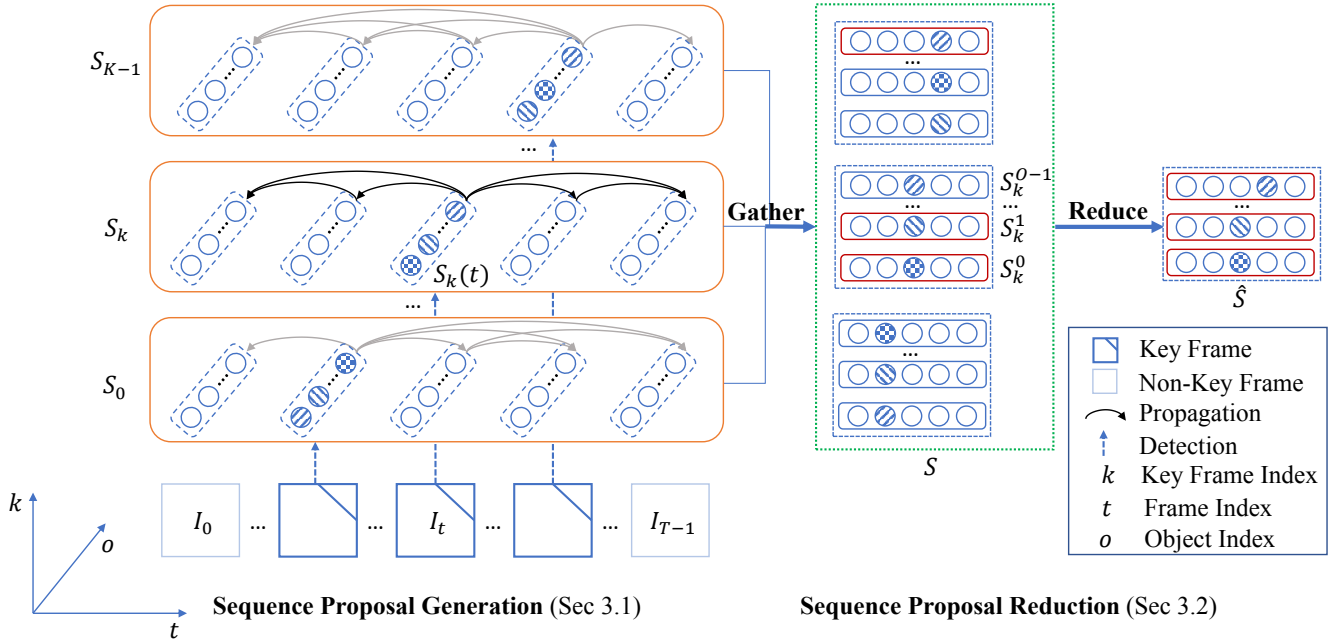 S_{K−1}
...
S_k
S_k(t)
...
S_0
I_0 ... ... I_t ... ... I_{T−1}
k
o
t
Sequence Proposal Generation (Sec 3.1)
Gather
...
S_k^{O−1}
... ...
S_k^1
S_k^0
...
S
Reduce
...
Ŝ
Key Frame
Non-Key Frame
Propagation
Detection
k Key Frame Index
t Frame Index
o Object Index
Sequence Proposal Reduction (Sec 3.2)